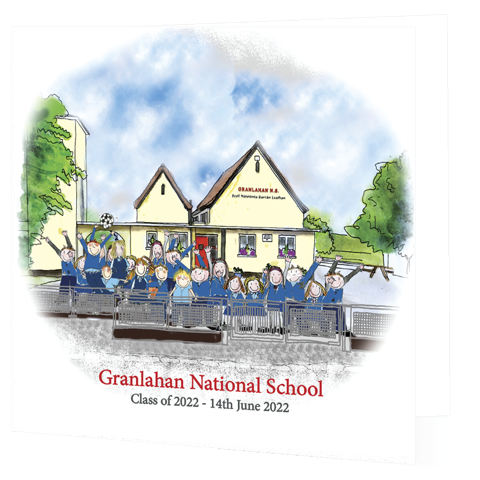 GRANLAHAN N.S.
Granlahan National School
Class of 2022 - 14th June 2022